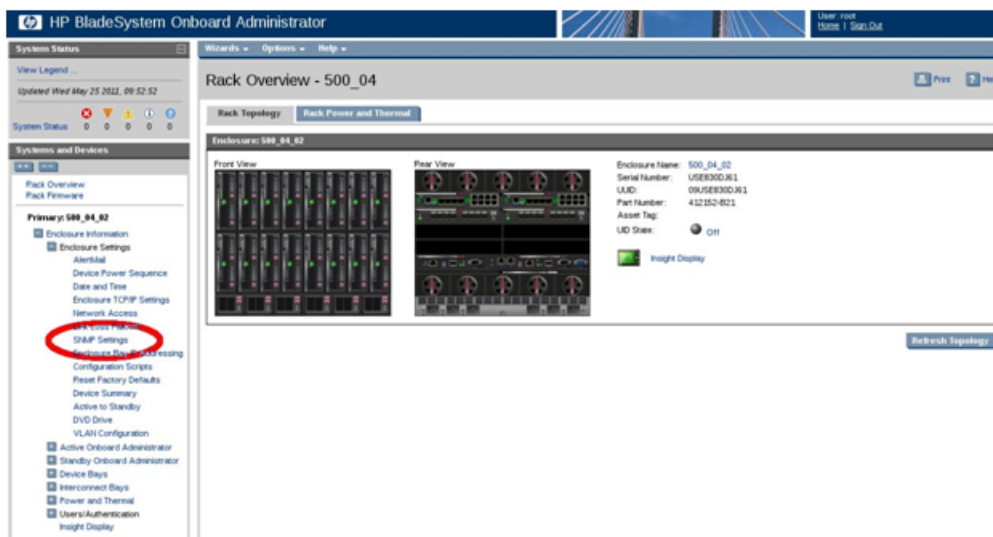 HP BladeSystem Onboard Administrator
User: root
Home | Sign Out
System Status
Wizards Options Help
View Legend ...
Updated Wed May 25 2011, 09:52:52
System Status 0 0 0 0 0
Rack Overview - 500_04
Print
Rack Topology Rack Power and Thermal
Systems and Devices
Rack Overview
Rack Firmware
Primary: 500_04_02
Enclosure Information
Enclosure Settings
AlertMail
Device Power Sequence
Date and Time
Enclosure TCP/IP Settings
Network Access
Link Loss
SNMP Settings
Enclosure
Configuration Scripts
Reset Factory Defaults
Device Summary
Active to Standby
DVD Drive
VLAN Configuration
Active Onboard Administrator
Standby Onboard Administrator
Device Bays
Interconnect Bays
Power and Thermal
Users/Authentication
Insight Display
Enclosure: 500_04_02
Front View
Rear View
Enclosure Name: 500_04_02
Serial Number: USE830DJ61
UUID: 09USE830DJ61
Part Number: 412152-B21
Asset Tag:
UID State: Off
Insight Display
Refresh Topology